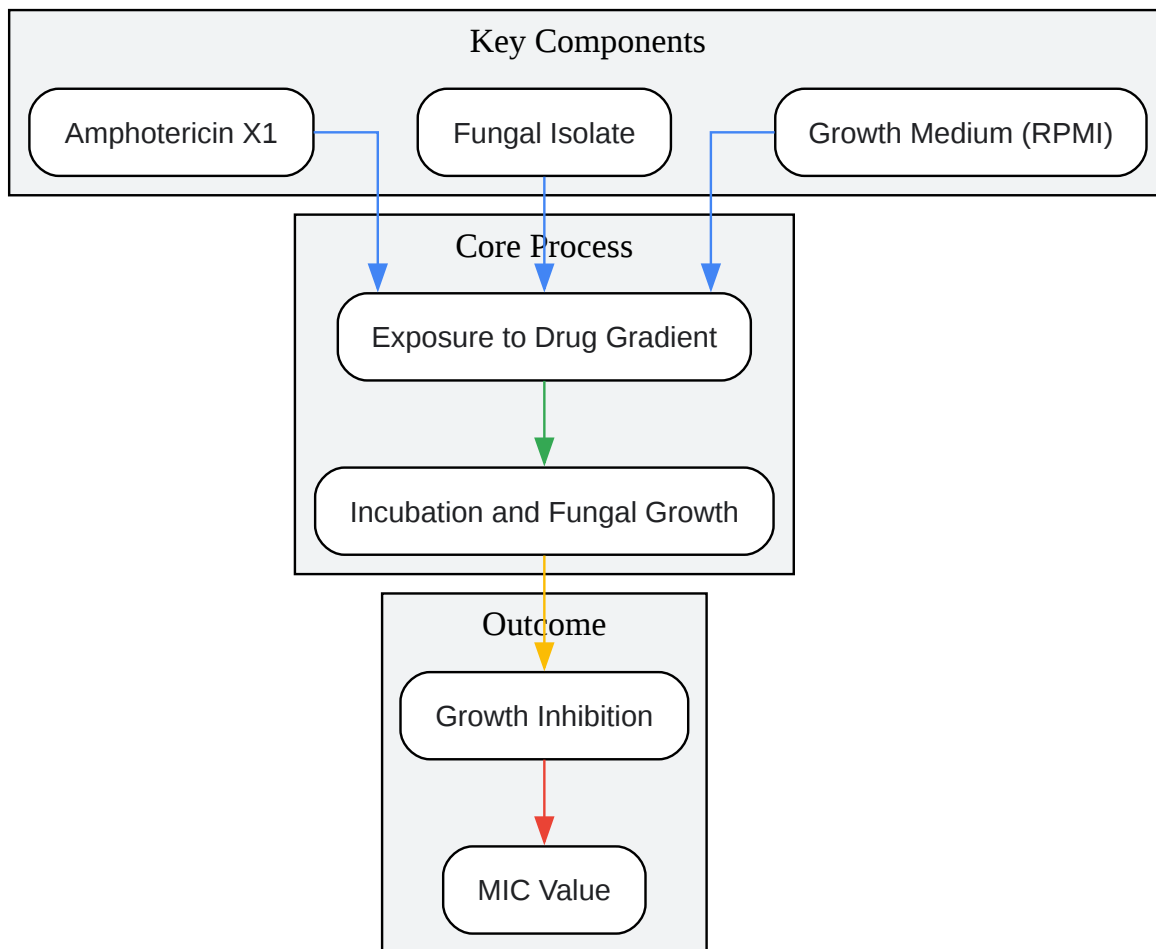 Key Components
Amphotericin X1
Fungal Isolate
Growth Medium (RPMI)
Core Process
Exposure to Drug Gradient
Incubation and Fungal Growth
Outcome
Growth Inhibition
MIC Value